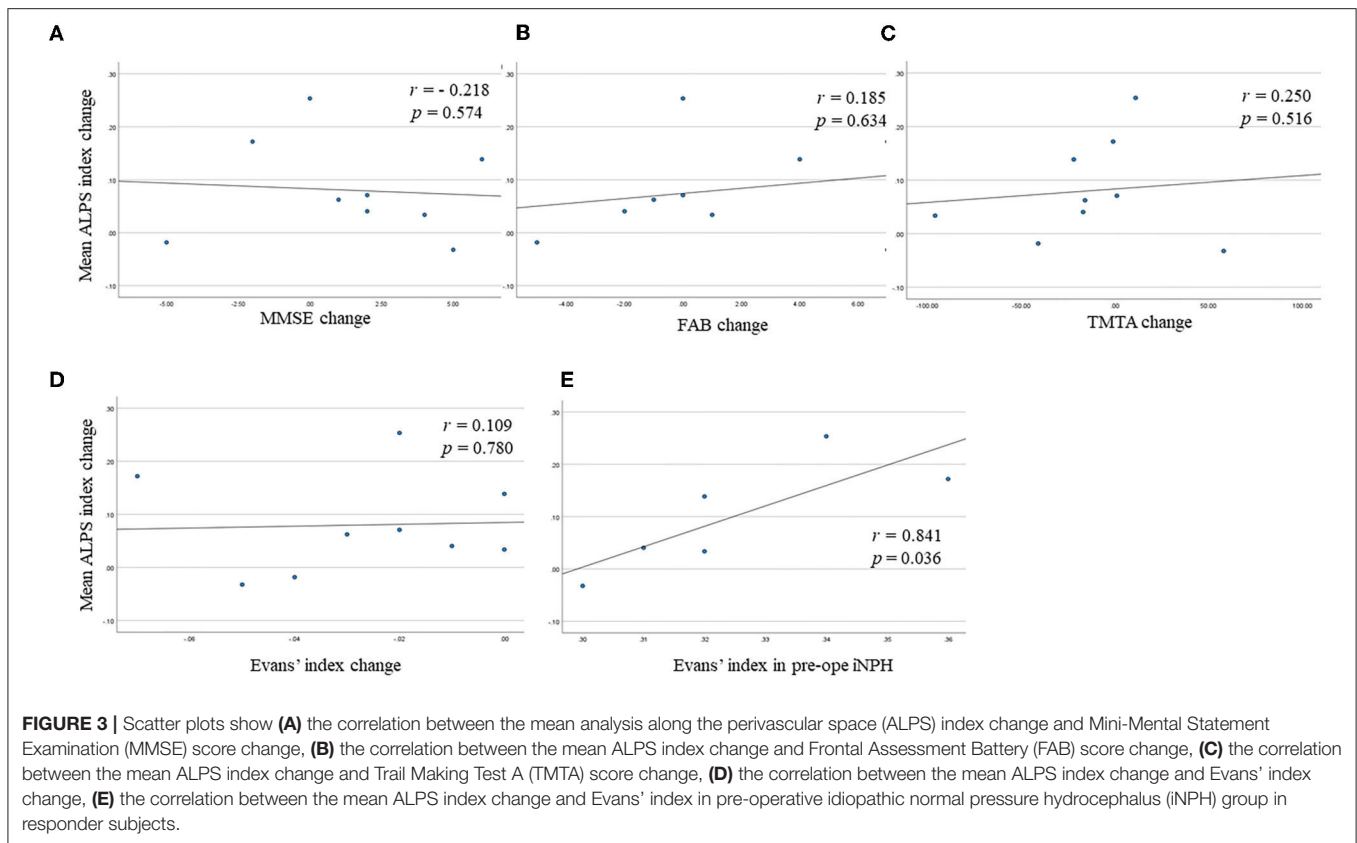 A
B
C
Mean ALPS index change
.30
.20
.10
.00
-.10
r = - 0.218
p = 0.574
-5.00 -2.50 .00 2.50 5.00
MMSE change
r = 0.185
p = 0.634
-.10
-2.00 .00 2.00 4.00 6.00
FAB change
.30
.20
.10
.00
-.10
r = 0.250
p = 0.516
-100.00 -50.00 .00 50.00 100.00
TMTA change
D
E
Mean ALPS index change
.30
.20
.10
.00
-.10
r = 0.109
p = 0.780
-.06 -.04 -.02 .00
Evans’ index change
.30
.20
.10
.00
-.10
r = 0.841
p = 0.036
.30 .31 .32 .33 .34 .35 .36
Evans’ index in pre-ope iNPH
FIGURE 3 | Scatter plots show (A) the correlation between the mean analysis along the perivascular space (ALPS) index change and Mini-Mental Statement
Examination (MMSE) score change, (B) the correlation between the mean ALPS index change and Frontal Assessment Battery (FAB) score change, (C) the correlation
between the mean ALPS index change and Trail Making Test A (TMTA) score change, (D) the correlation between the mean ALPS index change and Evans’ index
change, (E) the correlation between the mean ALPS index change and Evans’ index in pre-operative idiopathic normal pressure hydrocephalus (iNPH) group in
responder subjects.